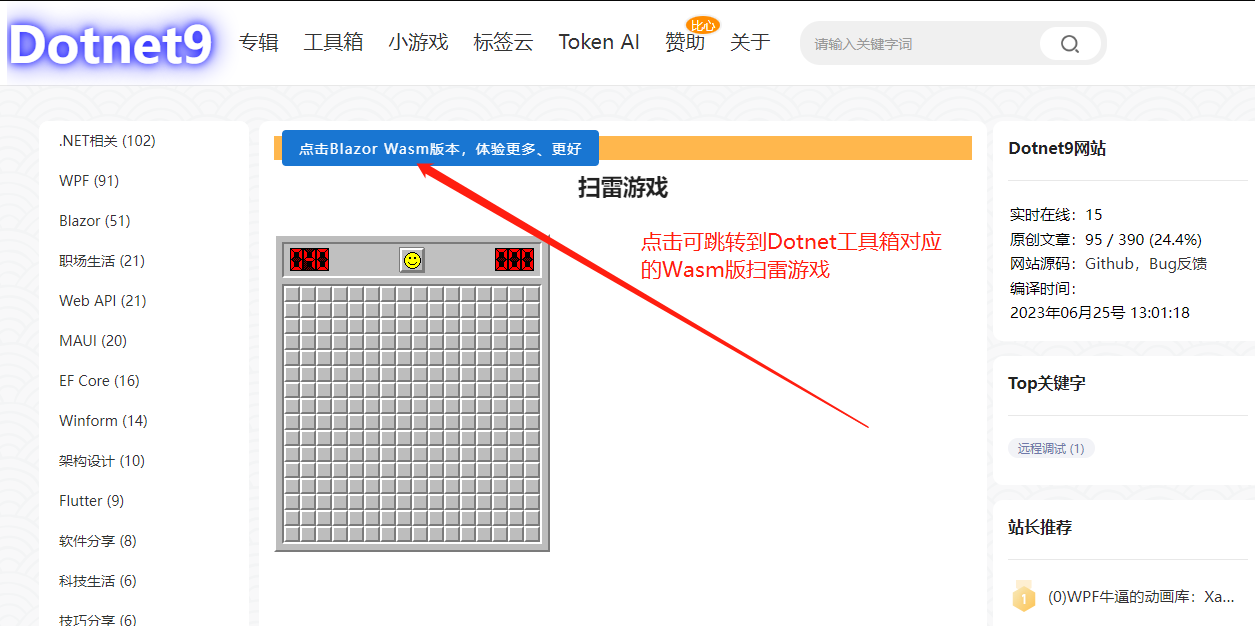 Dotnet9
专辑
工具箱
小游戏
标签云
Token AI
赞助
比心
关于
请输入关键字词
.NET相关 (102)
WPF (91)
Blazor (51)
职场生活 (21)
Web API (21)
MAUI (20)
EF Core (16)
Winform (14)
架构设计 (10)
Flutter (9)
软件分享 (8)
科技生活 (6)
技巧分享 (6)
点击Blazor Wasm版本，体验更多、更好
扫雷游戏
040
点击可跳转到Dotnet工具箱对应
的Wasm版扫雷游戏
Dotnet9网站
实时在线：15
原创文章：95 / 390 (24.4%)
网站源码：Github，Bug反馈
编译时间：
2023年06月25号 13:01:18
Top关键字
远程调试 (1)
站长推荐
1
(0)WPF牛逼的动画库：Xa...